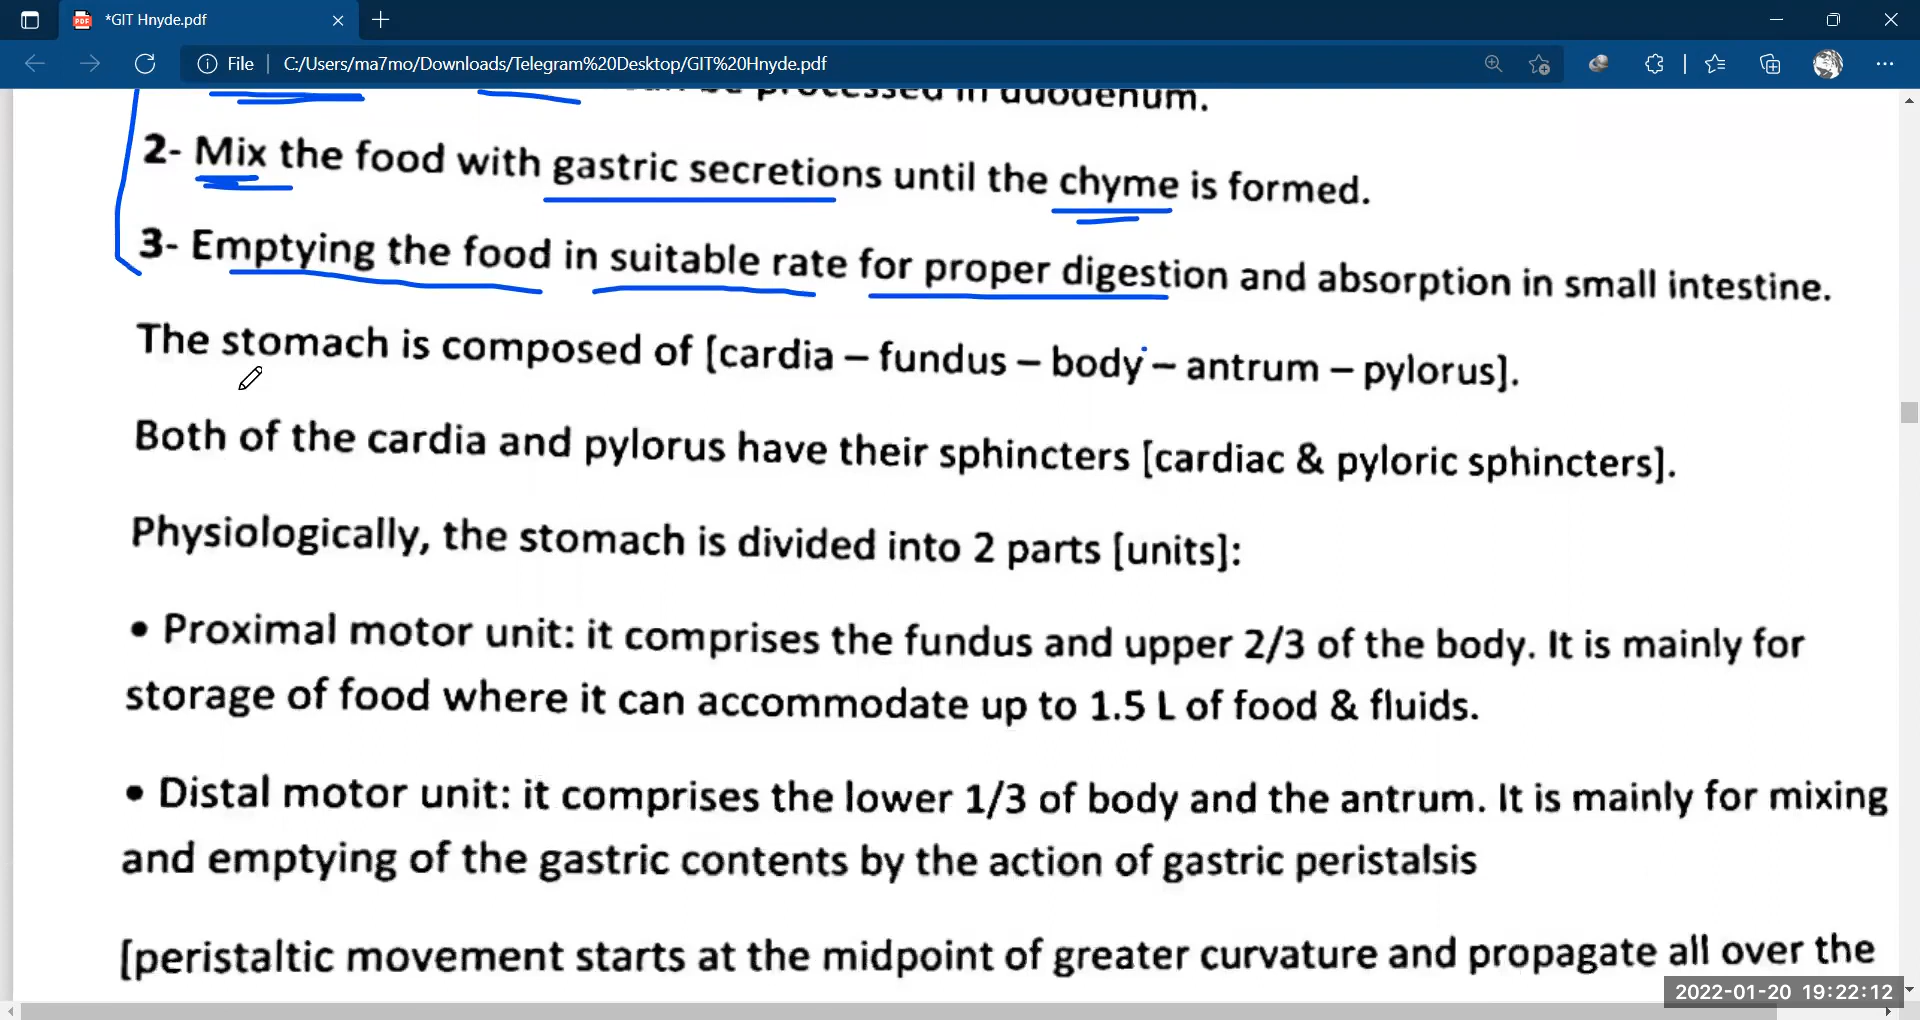 *GIT Hnyde.pdf
File | C:/Users/ma7mo/Downloads/Telegram%20Desktop/GIT%20Hnyde.pdf
can be processed in duodenum.
2- Mix the food with gastric secretions until the chyme is formed.
3- Emptying the food in suitable rate for proper digestion and absorption in small intestine.
The stomach is composed of [cardia – fundus – body – antrum – pylorus].
Both of the cardia and pylorus have their sphincters [cardiac & pyloric sphincters].
Physiologically, the stomach is divided into 2 parts [units]:
• Proximal motor unit: it comprises the fundus and upper 2/3 of the body. It is mainly for
storage of food where it can accommodate up to 1.5 L of food & fluids.
• Distal motor unit: it comprises the lower 1/3 of body and the antrum. It is mainly for mixing
and emptying of the gastric contents by the action of gastric peristalsis
[peristaltic movement starts at the midpoint of greater curvature and propagate all over the
2022-01-20 19:22:12